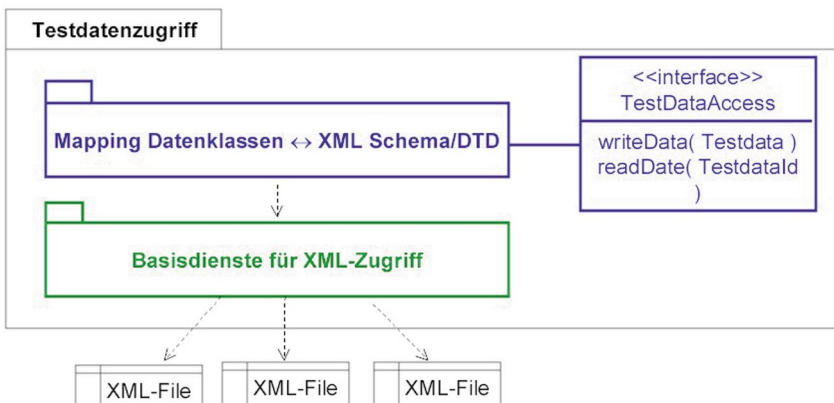 Testdatenzugriff
<<interface>>
TestDataAccess
Mapping Datenklassen ↔ XML Schema/DTD
writeData( Testdata )
readDate( TestdataId
)
Basisdienste für XML-Zugriff
XML-File
XML-File
XML-File